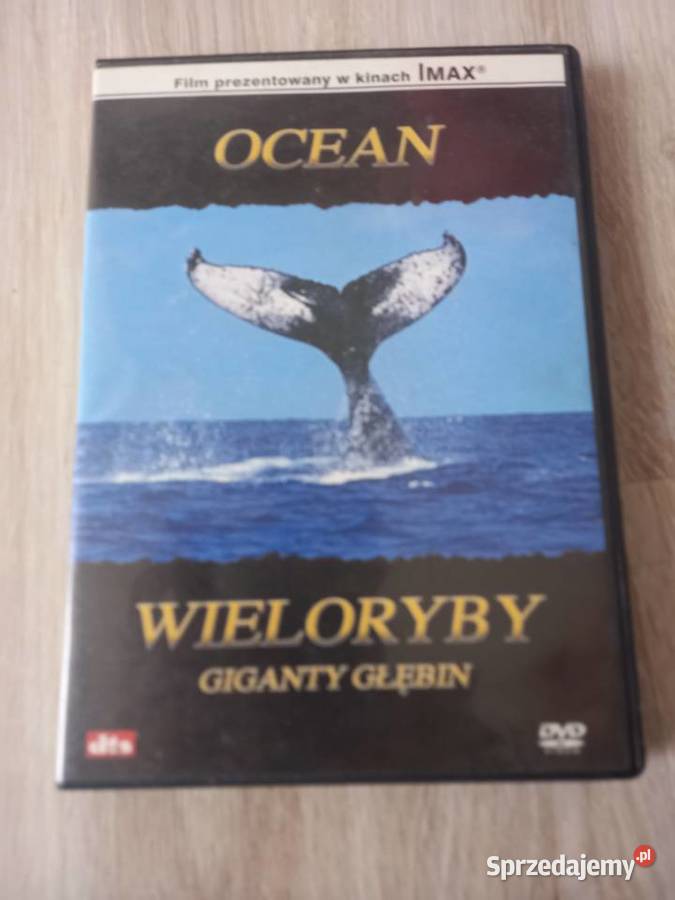 Film prezentowany w kinach IMAX®
OCEAN
WIELORYBY
GIGANTY GŁĘBIN
dts
DVD
Sprzedajemy.pl